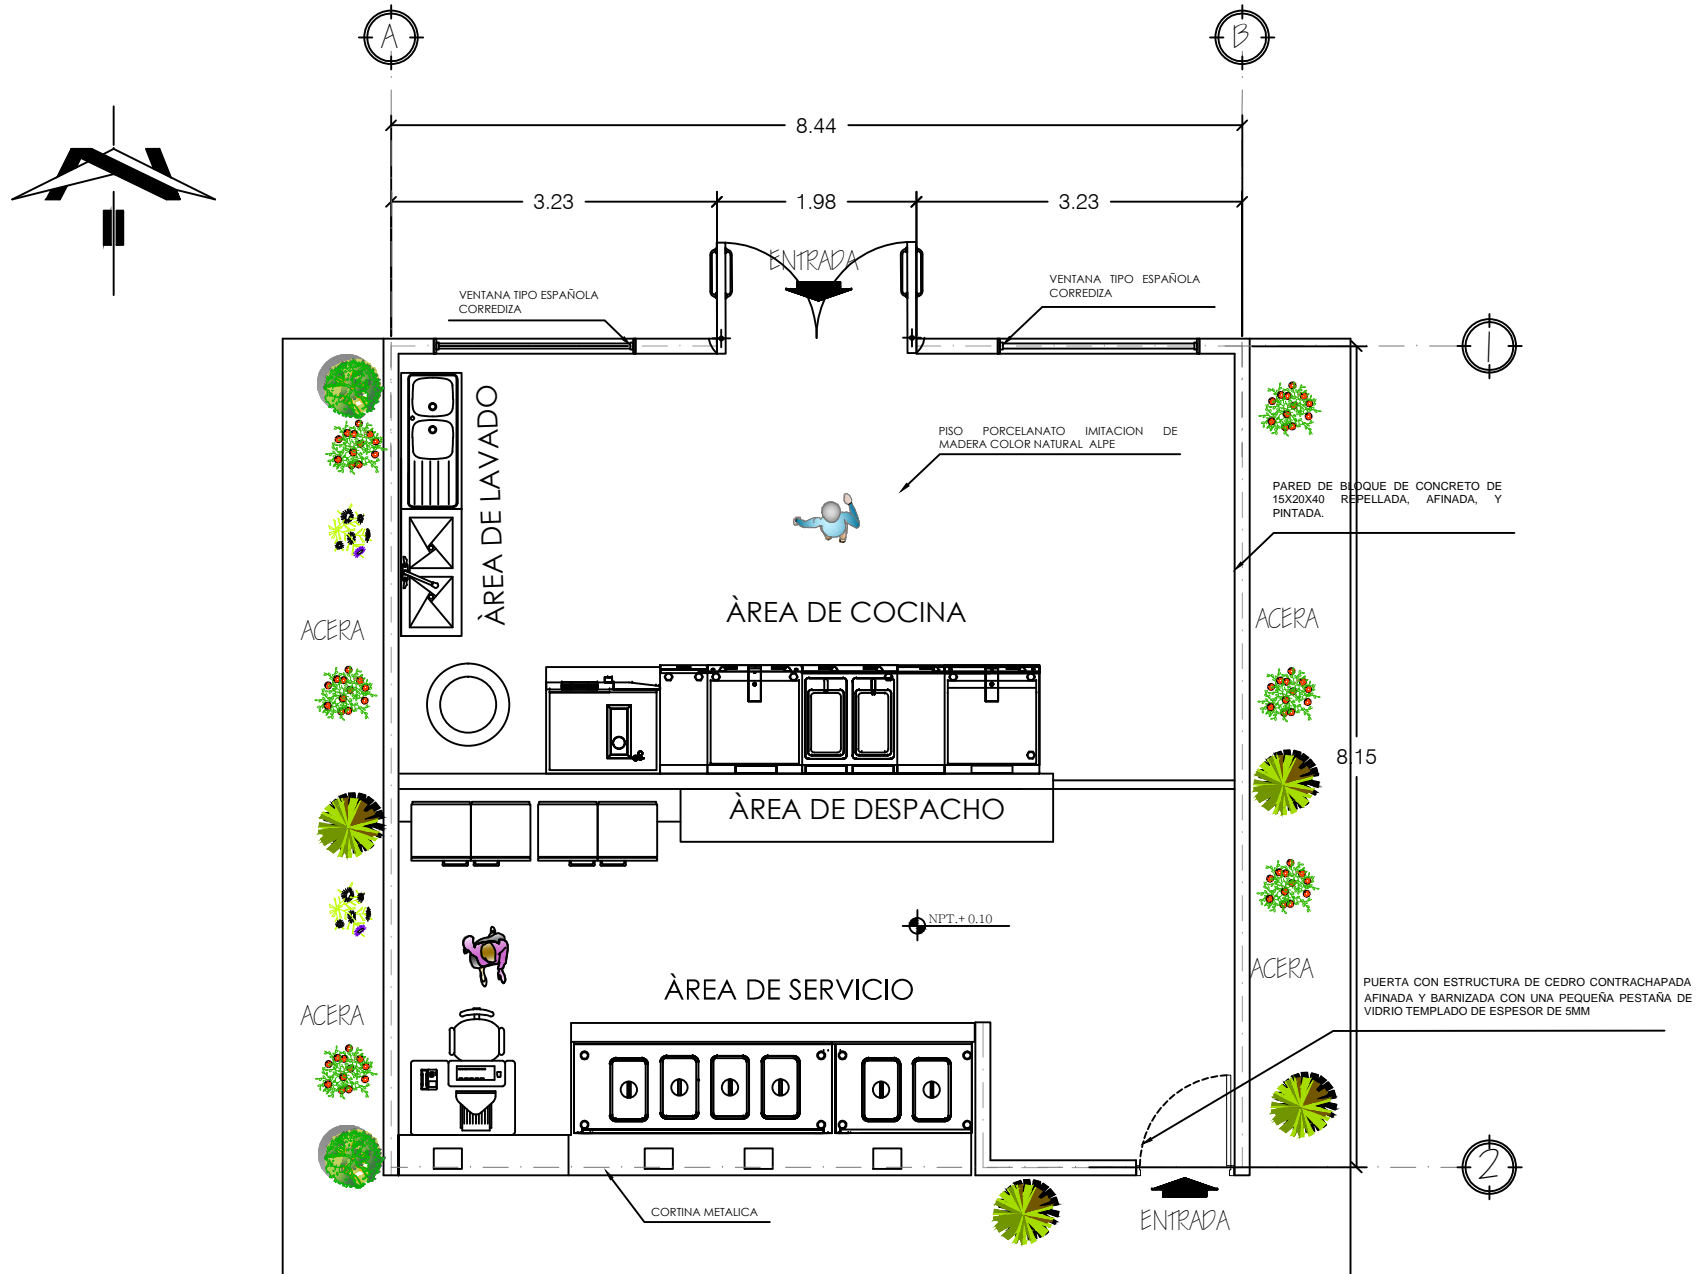 A
B
8.44
3.23
1.98
3.23
ENTRADA
VENTANA TIPO ESPAÑOLA
CORREDIZA
VENTANA TIPO ESPAÑOLA
CORREDIZA
1
ÀREA DE LAVADO
PISO PORCELANATO IMITACION DE
MADERA COLOR NATURAL ALPE
PARED DE BLOQUE DE CONCRETO DE
15X20X40 REPELLADA, AFINADA, Y
PINTADA.
ÀREA DE COCINA
ACERA
ACERA
8.15
ÀREA DE DESPACHO
NPT.+ 0.10
ÀREA DE SERVICIO
ACERA
ACERA
PUERTA CON ESTRUCTURA DE CEDRO CONTRACHAPADA
AFINADA Y BARNIZADA CON UNA PEQUEÑA PESTAÑA DE
VIDRIO TEMPLADO DE ESPESOR DE 5MM
2
CORTINA METALICA
ENTRADA